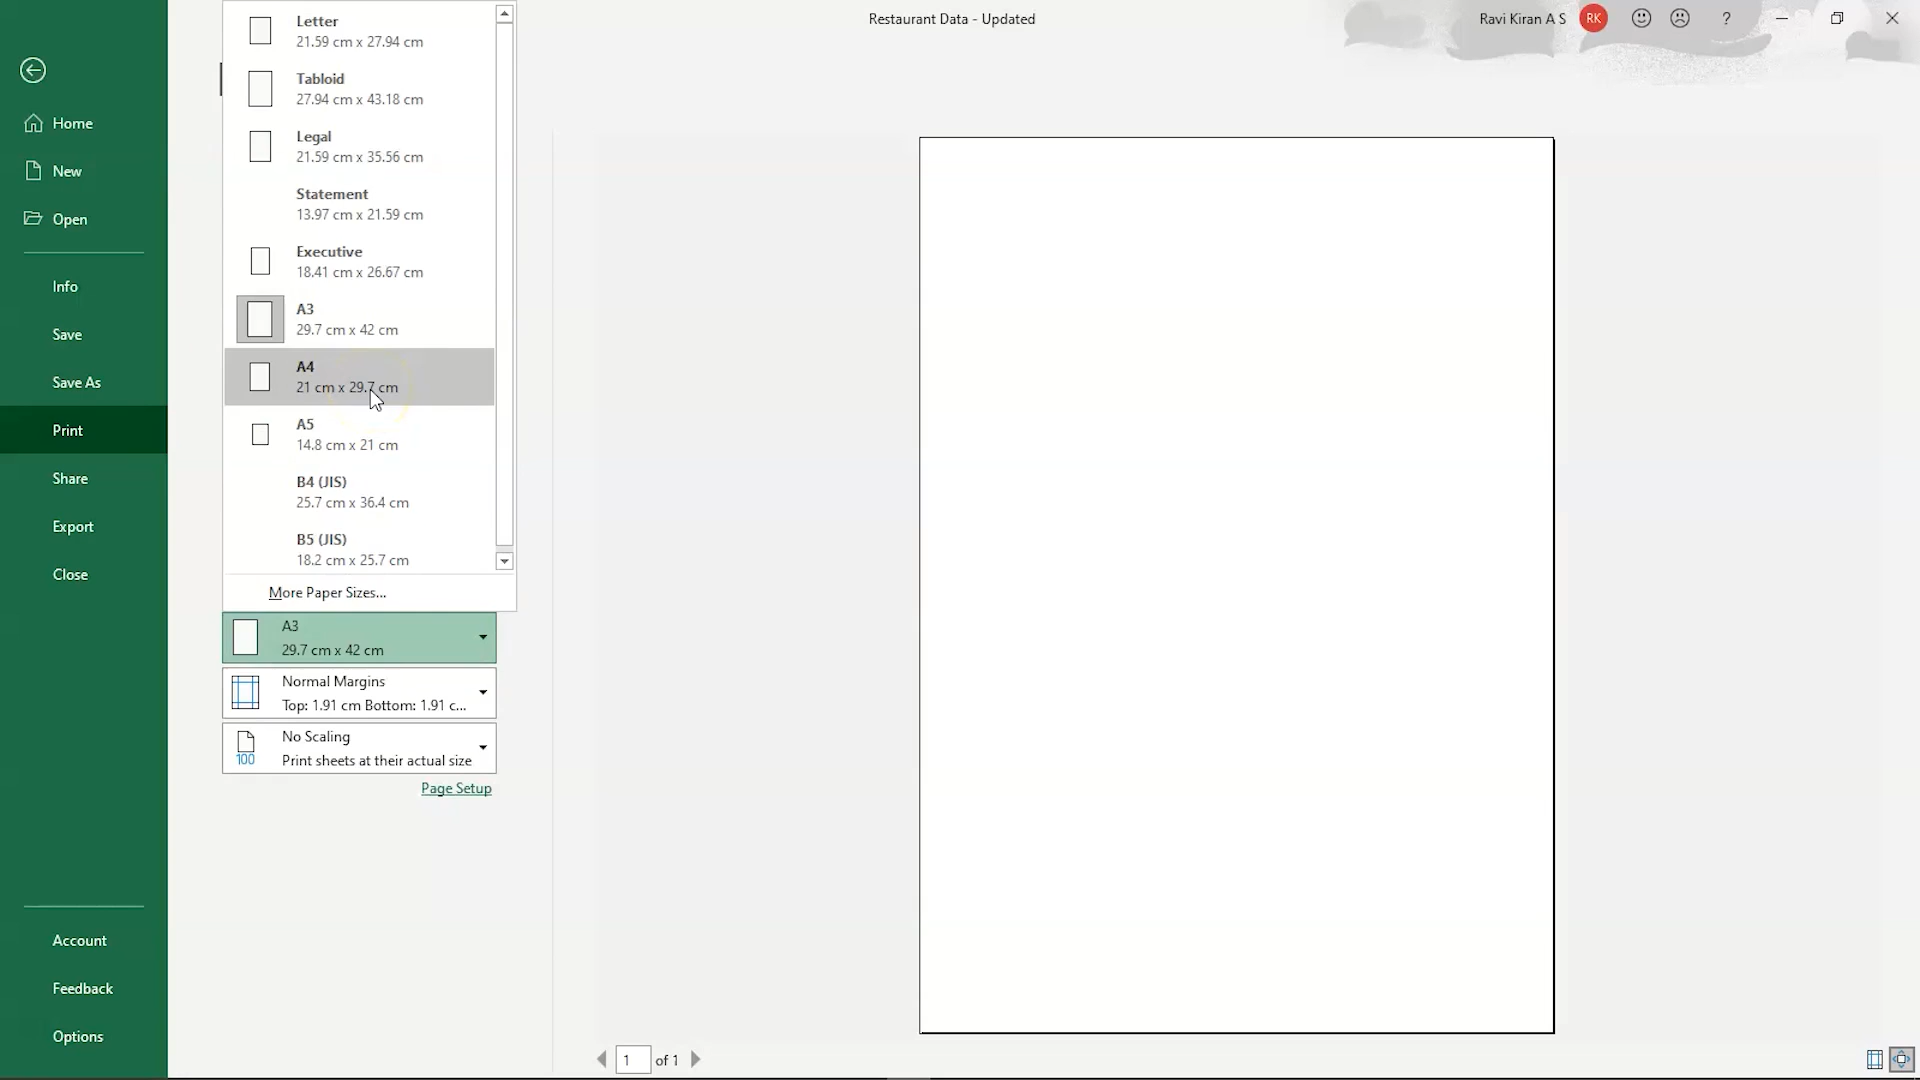 Restaurant Data - Updated
Ravi Kiran A S
RK
?
Home
New
Open
Info
Save
Save As
Print
Share
Export
Close
Account
Feedback
Options
Letter
21.59 cm x 27.94 cm
Tabloid
27.94 cm x 43.18 cm
Legal
21.59 cm x 35.56 cm
Statement
13.97 cm x 21.59 cm
Executive
18.41 cm x 26.67 cm
A3
29.7 cm x 42 cm
A4
21 cm x 29.7 cm
A5
14.8 cm x 21 cm
B4 (JIS)
25.7 cm x 36.4 cm
B5 (JIS)
18.2 cm x 25.7 cm
More Paper Sizes...
A3
29.7 cm x 42 cm
Normal Margins
Top: 1.91 cm Bottom: 1.91 c...
No Scaling
100
Print sheets at their actual size
Page Setup
1 of 1